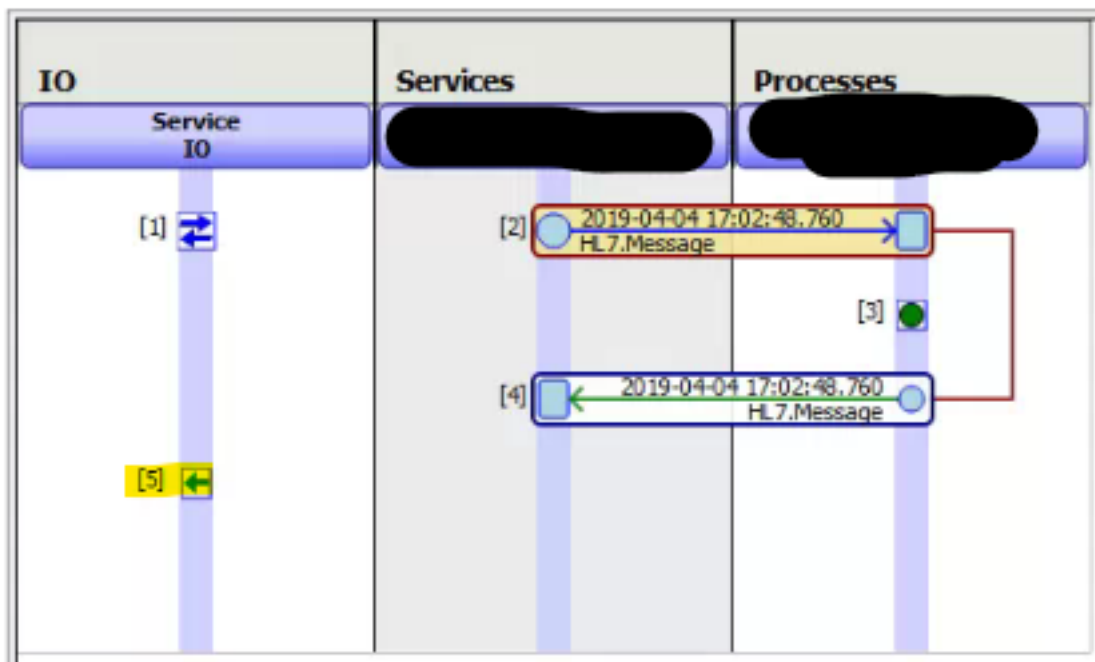 IO
Services
Processes
Service
IO
[1]
[2]
2019-04-04 17:02:48.760
HL7.Message
[3]
[4]
2019-04-04 17:02:48.760
HL7.Message
[5]